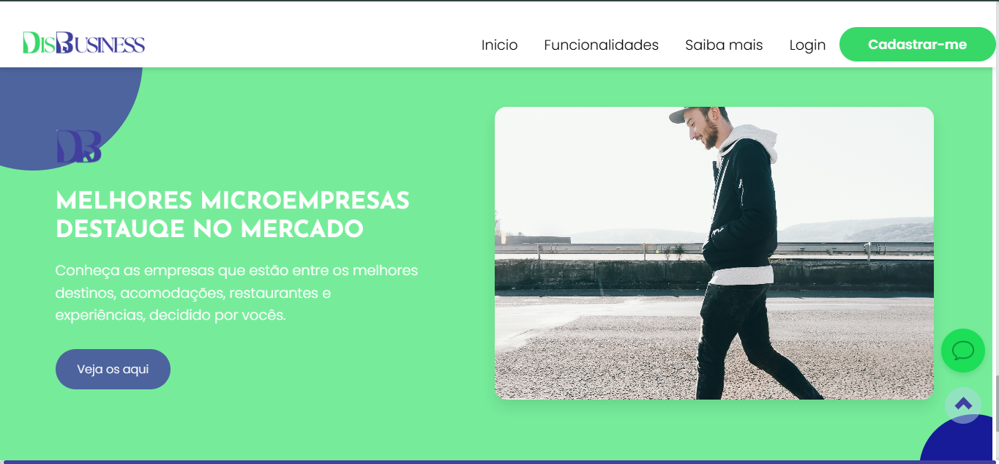 DISBUSINESS
Inicio Funcionalidades Saiba mais Login Cadastrar-me
DB
MELHORES MICROEMPRESAS
DESTAUQE NO MERCADO
Conheça as empresas que estão entre os melhores
destinos, acomodações, restaurantes e
experiências, decidido por vocês.
Veja os aqui